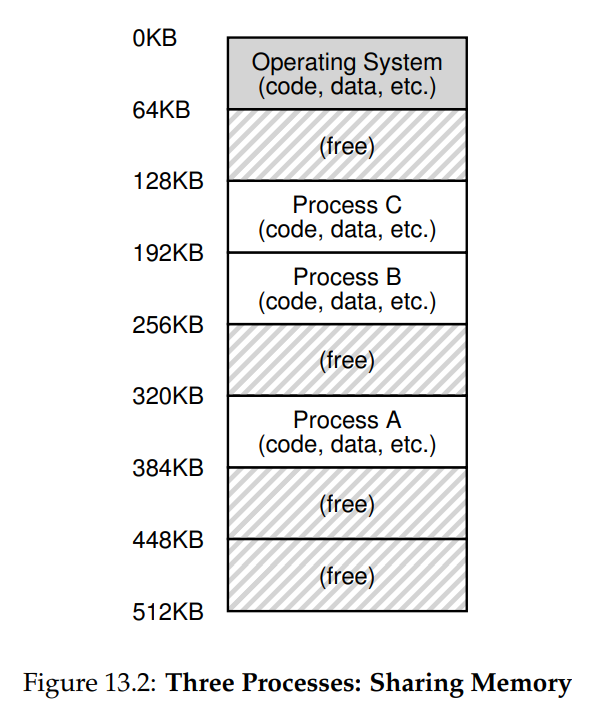 0KB
Operating System
(code, data, etc.)
64KB
(free)
128KB
Process C
(code, data, etc.)
192KB
Process B
(code, data, etc.)
256KB
(free)
320KB
Process A
(code, data, etc.)
384KB
(free)
448KB
(free)
512KB
Figure 13.2: Three Processes: Sharing Memory